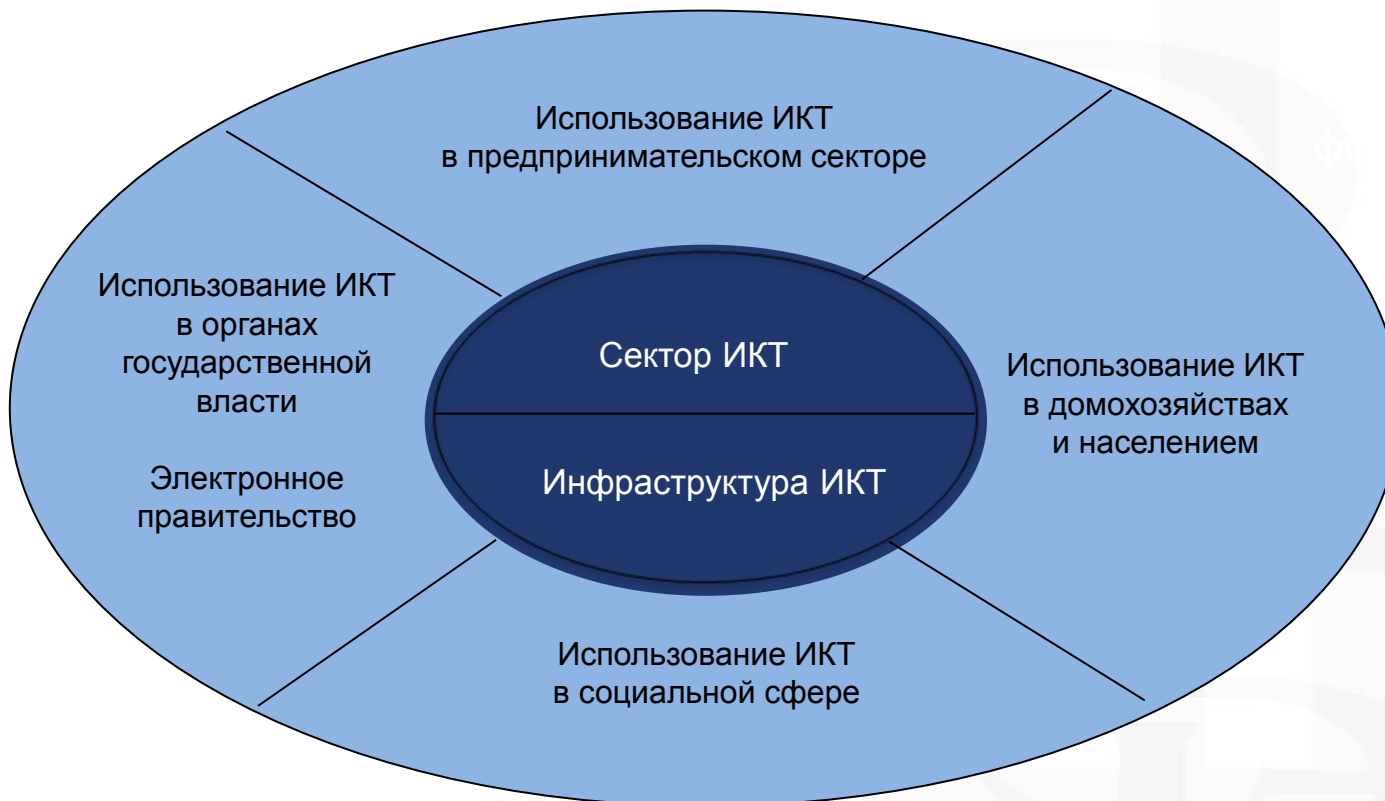 Использование ИКТ
в предпринимательском секторе
Использование ИКТ
в органах
государственной
власти
Электронное
правительство
Сектор ИКТ
Инфраструктура ИКТ
Использование ИКТ
в домохозяйствах
и населением
Использование ИКТ
в социальной сфере